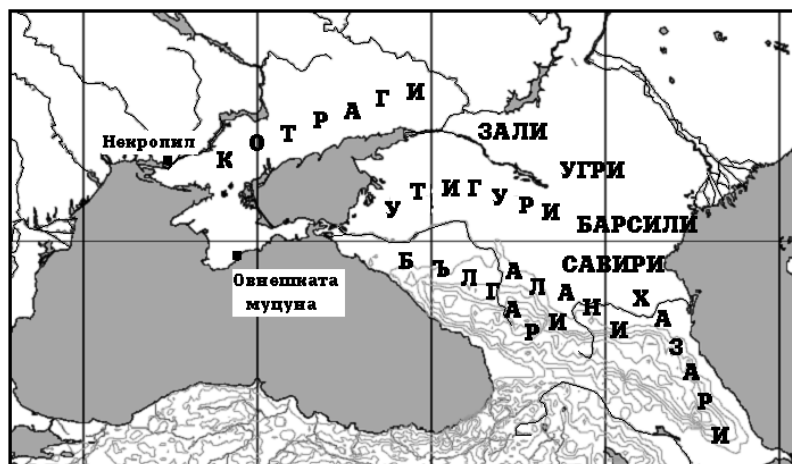 КОТРАГИ
Некропил
ЗАЛИ
УГРИ
УТИГУРИ
БАРСИЛИ
БЪЛГАРИ
АЛАНИ
САВИРИ
ХАЗАРИ
Овнешката
муцуна